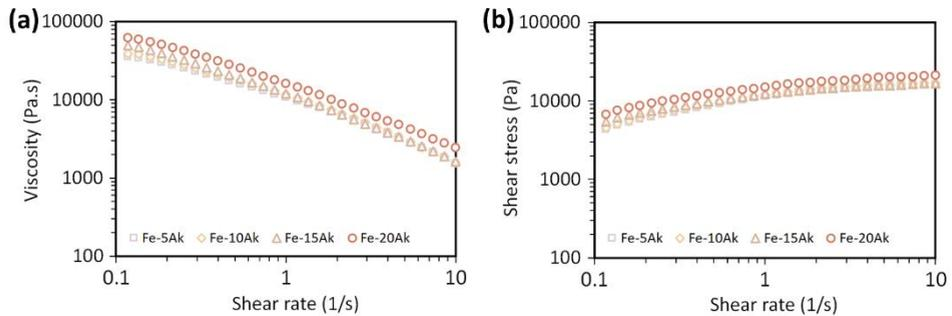 (a)
100000
10000
1000
100
Viscosity (Pa.s)
Fe-5Ak Fe-10Ak Fe-15Ak Fe-20Ak
0.1 1 10
Shear rate (1/s)
(b)
100000
10000
1000
100
Shear stress (Pa)
Fe-5Ak Fe-10Ak Fe-15Ak Fe-20Ak
0.1 1 10
Shear rate (1/s)